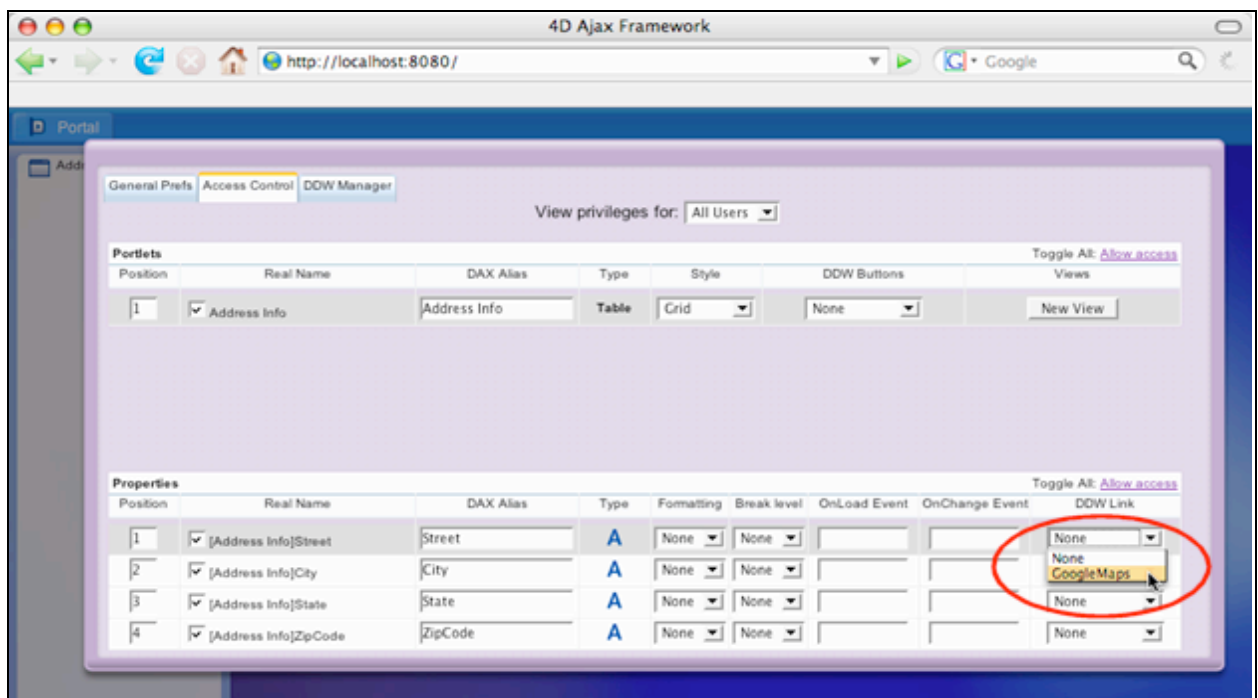 4D Ajax Framework
http://localhost:8080/ Google
Portal
Addr
General Prefs Access Control DDW Manager
View privileges for: All Users
Portlets Toggle All: Allow access
Position Real Name DAX Alias Type Style DDW Buttons Views
1 Address Info Address Info Table Grid None New View
Properties Toggle All: Allow access
Position Real Name DAX Alias Type Formatting Break level OnLoad Event OnChange Event DDW Link
1 [Address Info]Street Street A None None None
None
2 [Address Info]City City A None None GoogleMaps
3 [Address Info]State State A None None None
4 [Address Info]ZipCode ZipCode A None None None